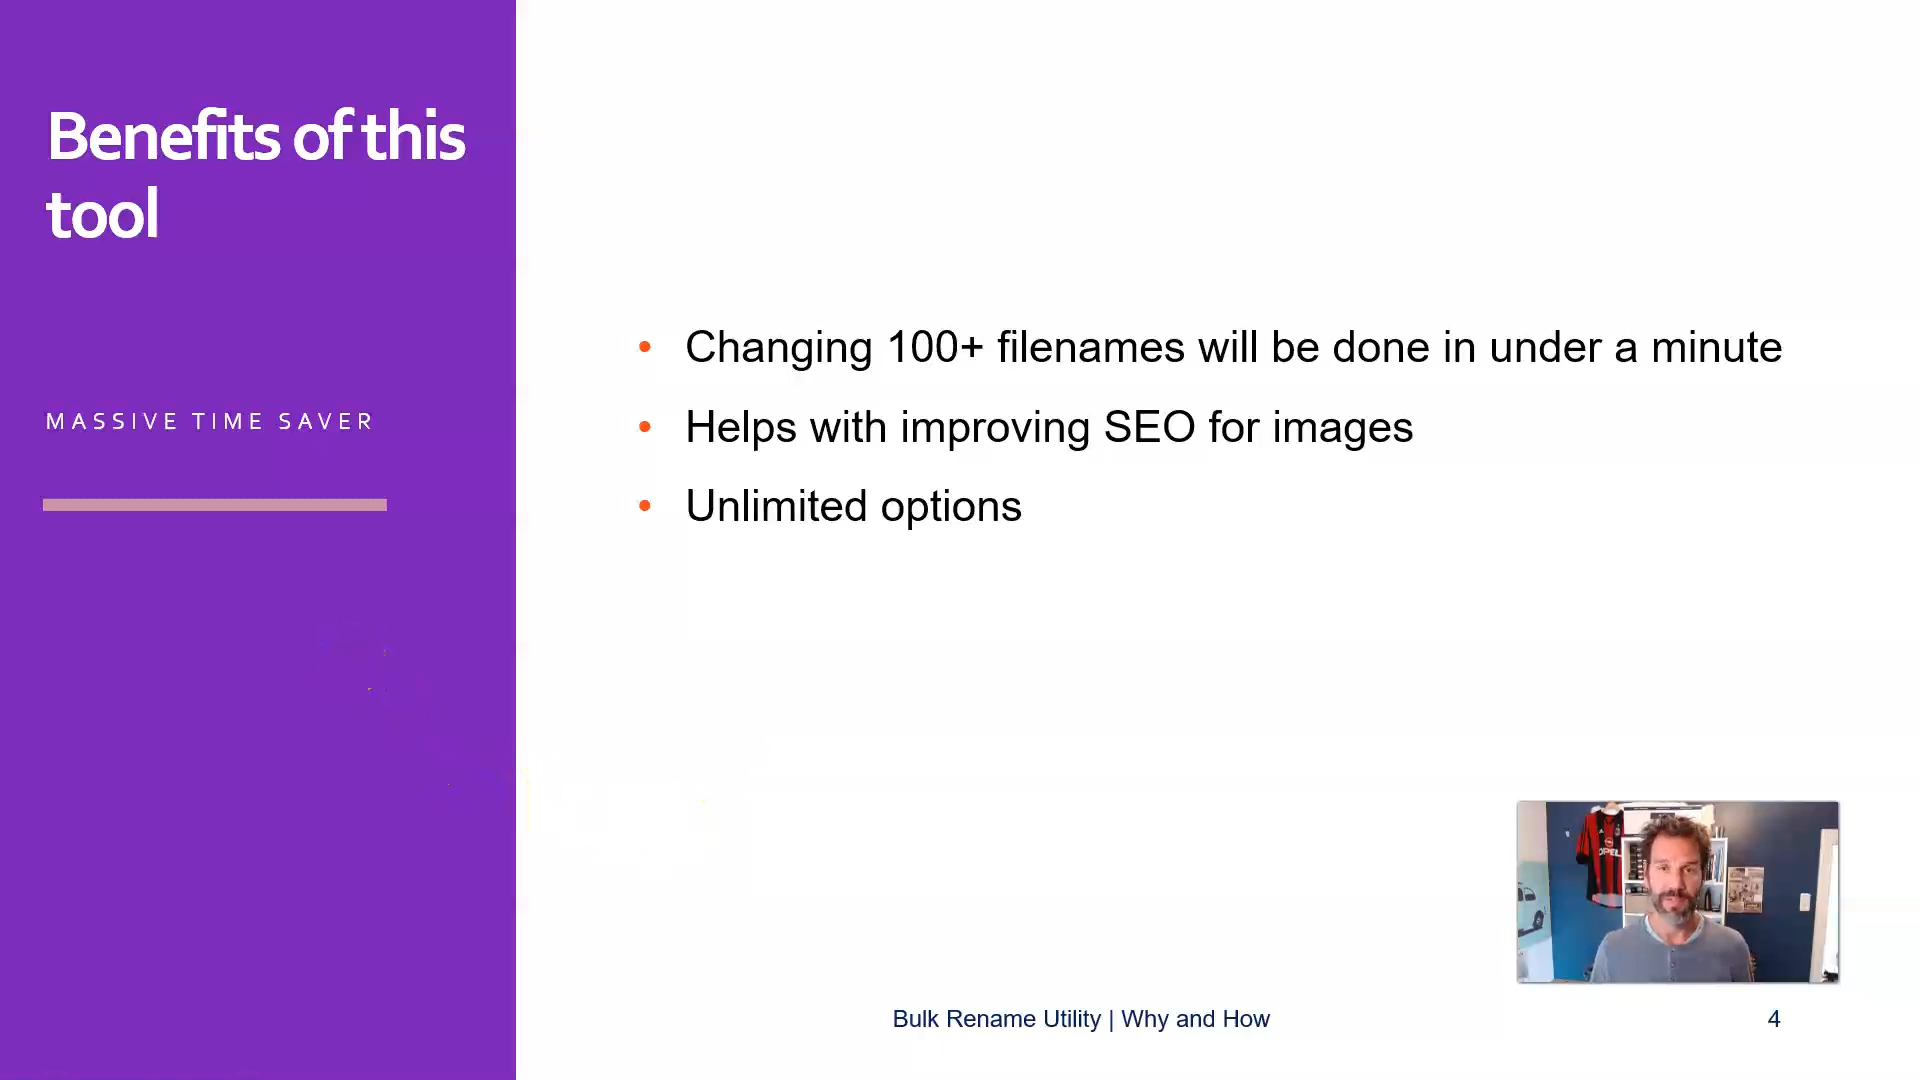 Benefits of this
tool
MASSIVE TIME SAVER
• Changing 100+ filenames will be done in under a minute
• Helps with improving SEO for images
• Unlimited options
OPEL
Bulk Rename Utility | Why and How
4